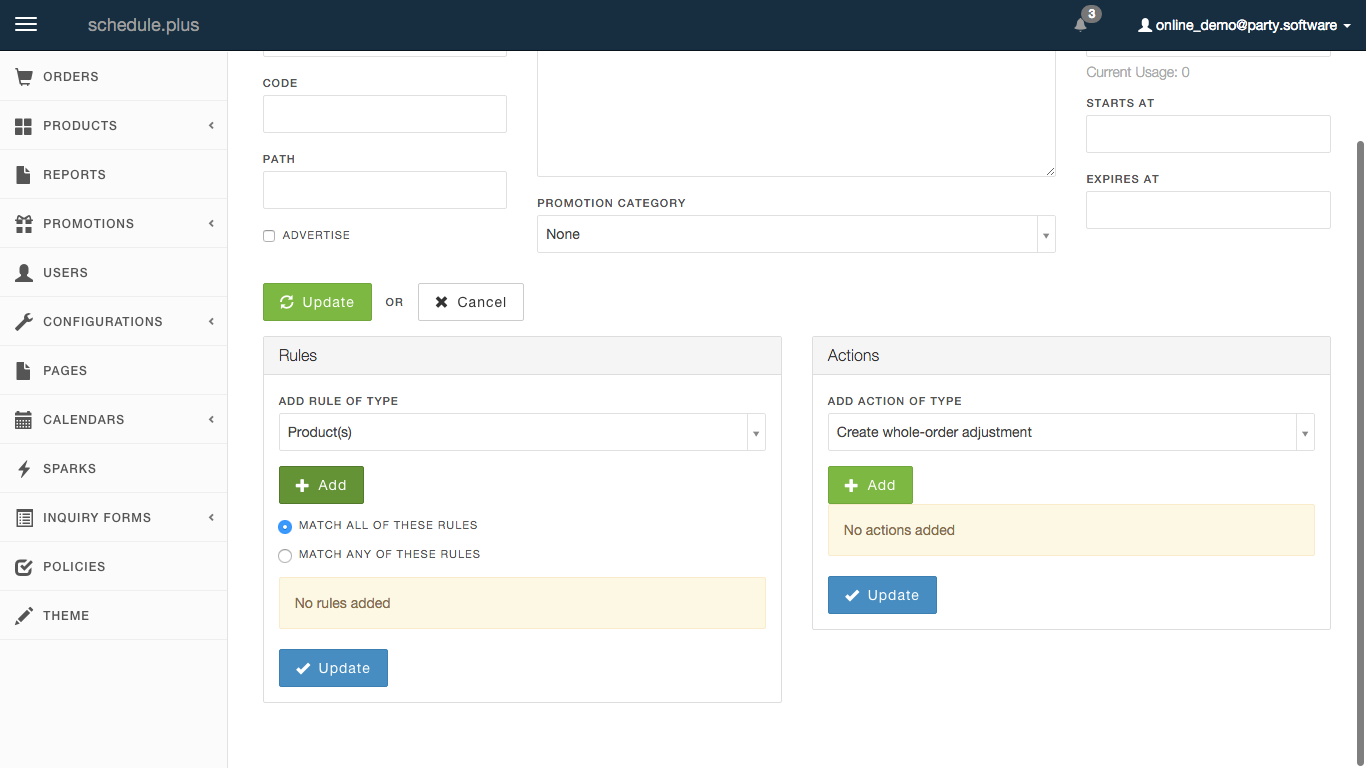 schedule.plus
3
online_demo@party.software
ORDERS
PRODUCTS
REPORTS
PROMOTIONS
USERS
CONFIGURATIONS
PAGES
CALENDARS
SPARKS
INQUIRY FORMS
POLICIES
THEME
CODE
PATH
ADVERTISE
PROMOTION CATEGORY
None
Current Usage: 0
STARTS AT
EXPIRES AT
Update OR Cancel
Rules
ADD RULE OF TYPE
Product(s)
Add
MATCH ALL OF THESE RULES
MATCH ANY OF THESE RULES
No rules added
Update
Actions
ADD ACTION OF TYPE
Create whole-order adjustment
Add
No actions added
Update